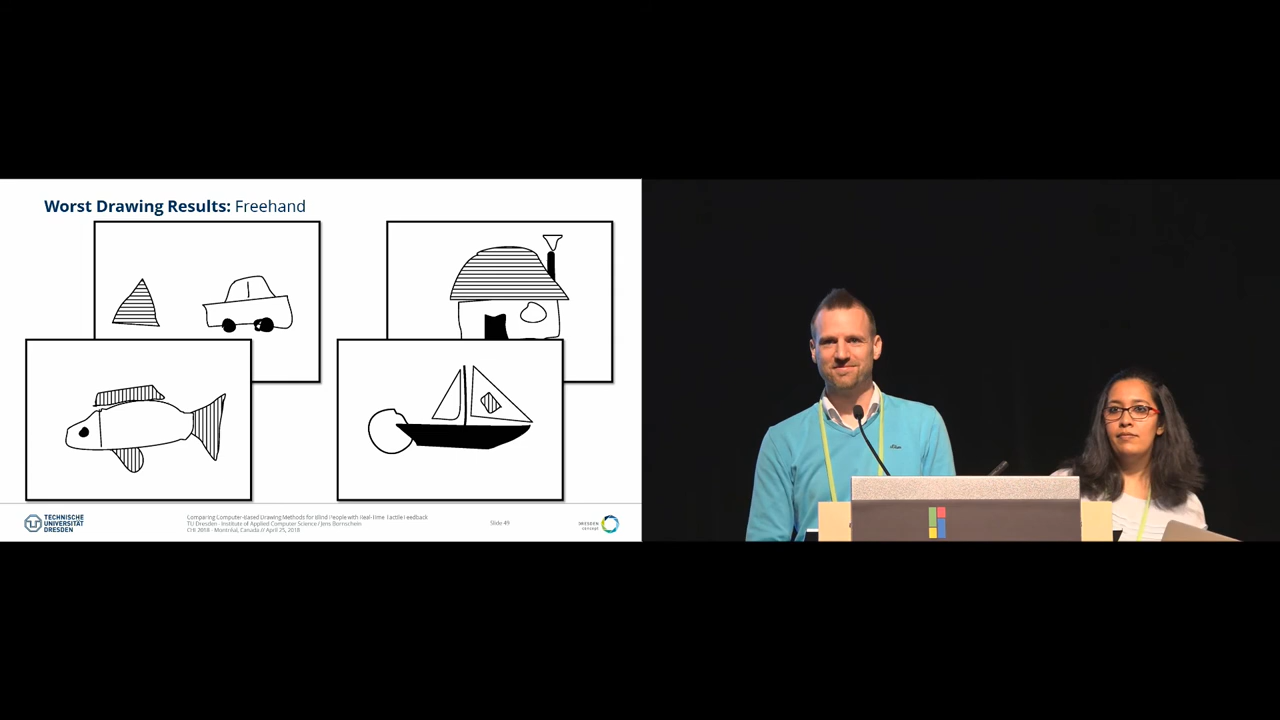 Worst Drawing Results: Freehand
TECHNISCHE
UNIVERSITÄT
DRESDEN
Comparing Computer-Based Drawing Methods for Blind People with Real-Time Tactile Feedback
TU Dresden - Institute of Applied Computer Science / Jens Bornschein
CHI 2018 - Montréal, Canada // April 25, 2018
Slide 49
DRESDEN
concept